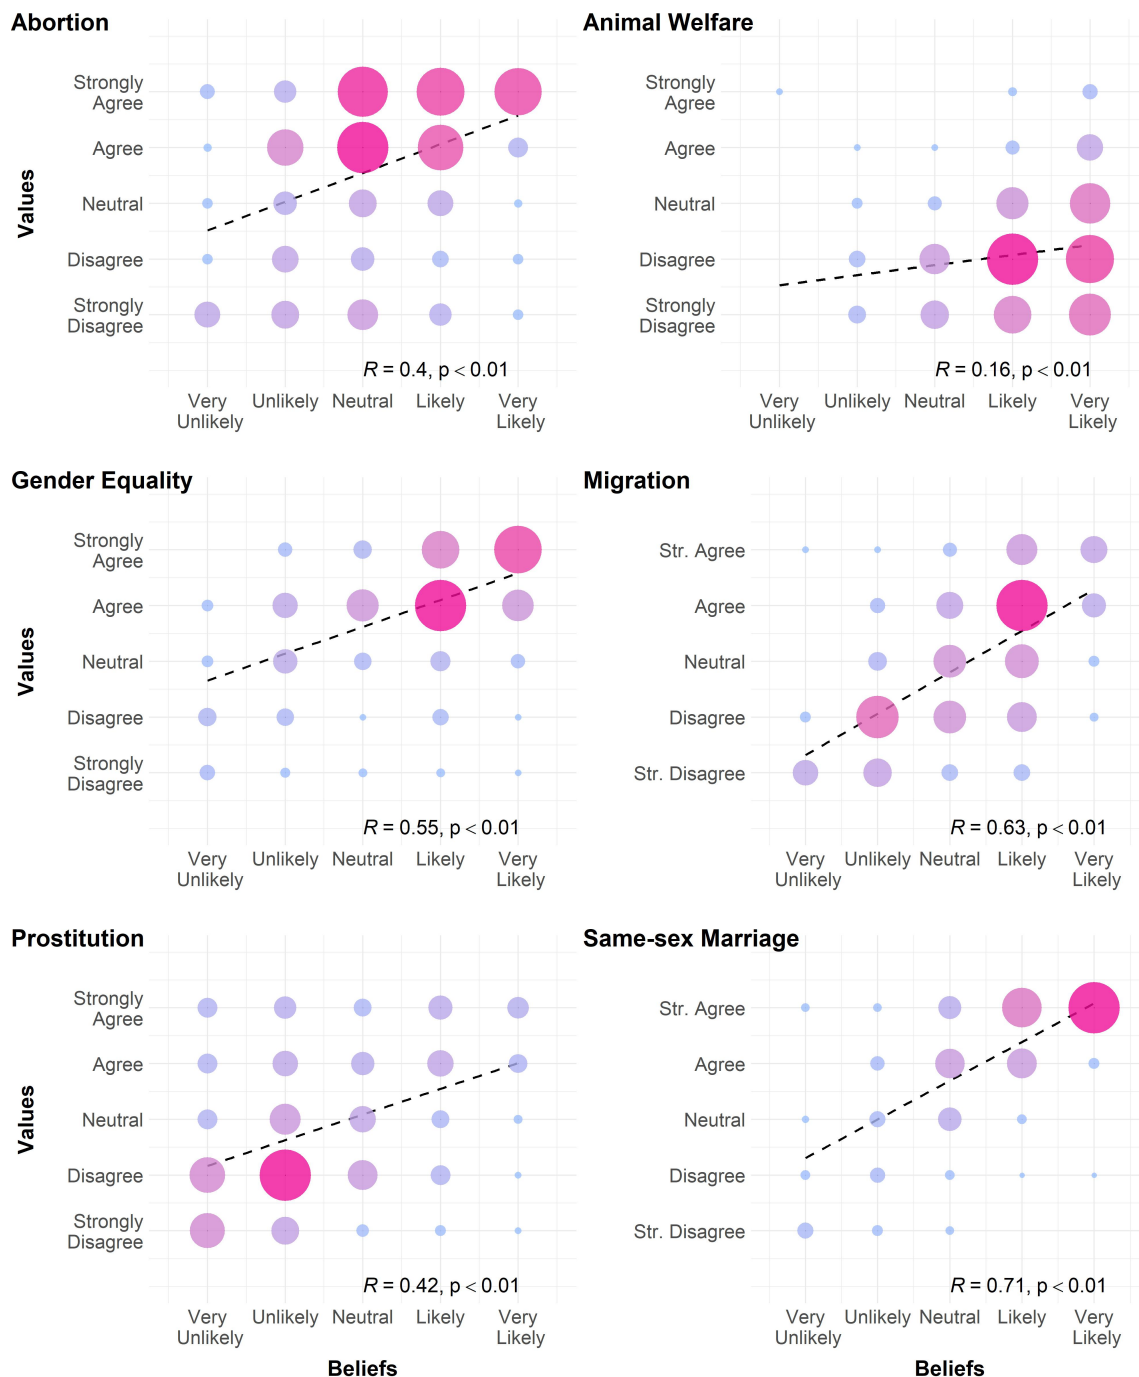 Abortion
Values
Strongly
Agree
Agree
Neutral
Disagree
Strongly
Disagree
R = 0.4, p < 0.01
Very
Unlikely
Unlikely
Neutral
Likely
Very
Likely
Animal Welfare
Strongly
Agree
Agree
Neutral
Disagree
Strongly
Disagree
R = 0.16, p < 0.01
Very
Unlikely
Unlikely
Neutral
Likely
Very
Likely
Gender Equality
Values
Strongly
Agree
Agree
Neutral
Disagree
Strongly
Disagree
R = 0.55, p < 0.01
Very
Unlikely
Unlikely
Neutral
Likely
Very
Likely
Migration
Str. Agree
Agree
Neutral
Disagree
Str. Disagree
R = 0.63, p < 0.01
Very
Unlikely
Unlikely
Neutral
Likely
Very
Likely
Prostitution
Values
Strongly
Agree
Agree
Neutral
Disagree
Strongly
Disagree
R = 0.42, p < 0.01
Very
Unlikely
Unlikely
Neutral
Likely
Very
Likely
Beliefs
Same-sex Marriage
Str. Agree
Agree
Neutral
Disagree
Str. Disagree
R = 0.71, p < 0.01
Very
Unlikely
Unlikely
Neutral
Likely
Very
Likely
Beliefs